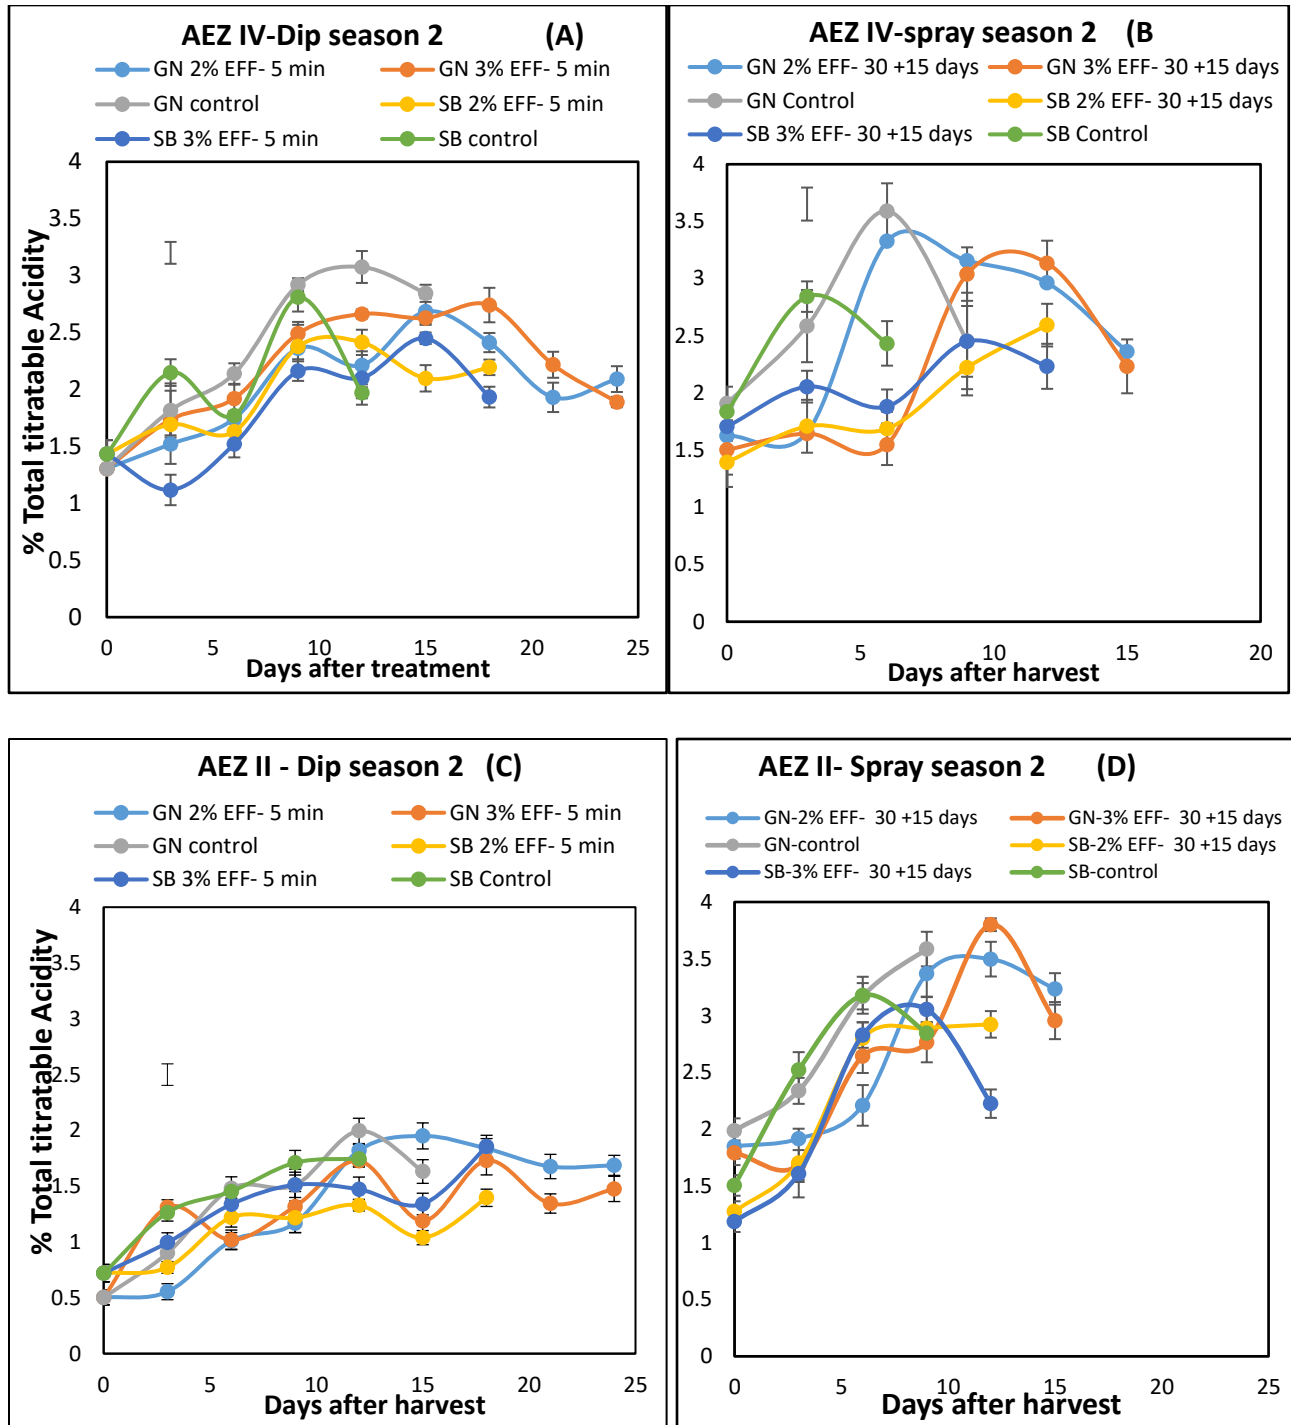 AEZ IV-Dip season 2 (A)
GN 2% EFF- 5 min GN 3% EFF- 5 min
GN control SB 2% EFF- 5 min
SB 3% EFF- 5 min SB control
4
3.5
3
2.5
2
1.5
1
0.5
0
% Total titratable Acidity
0 5 10 15 20 25
Days after treatment
AEZ IV-spray season 2 (B
GN 2% EFF- 30 +15 days GN 3% EFF- 30 +15 days
GN Control SB 2% EFF- 30 +15 days
SB 3% EFF- 30 +15 days SB Control
4
3.5
3
2.5
2
1.5
1
0.5
0
0 5 10 15 20
Days after harvest
AEZ II - Dip season 2 (C)
GN 2% EFF- 5 min GN 3% EFF- 5 min
GN control SB 2% EFF- 5 min
SB 3% EFF- 5 min SB Control
4
3.5
3
2.5
2
1.5
1
0.5
0
% Total titratable Acidity
0 5 10 15 20 25
Days after harvest
AEZ II- Spray season 2 (D)
GN-2% EFF- 30 +15 days GN-3% EFF- 30 +15 days
GN-control SB-2% EFF- 30 +15 days
SB-3% EFF- 30 +15 days SB-control
4
3.5
3
2.5
2
1.5
1
0.5
0
0 5 10 15 20 25
Days after harvest